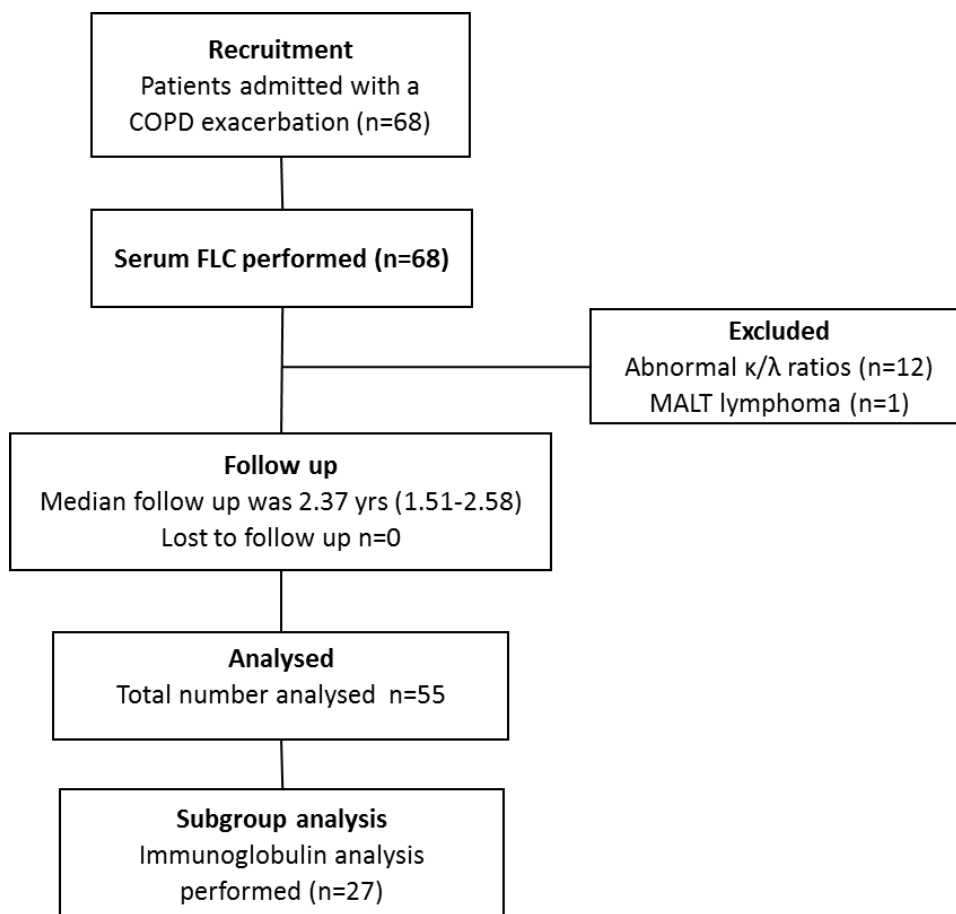 Recruitment
Patients admitted with a
COPD exacerbation (n=68)
Serum FLC performed (n=68)
Excluded
Abnormal κ/λ ratios (n=12)
MALT lymphoma (n=1)
Follow up
Median follow up was 2.37 yrs (1.51-2.58)
Lost to follow up n=0
Analysed
Total number analysed n=55
Subgroup analysis
Immunoglobulin analysis
performed (n=27)